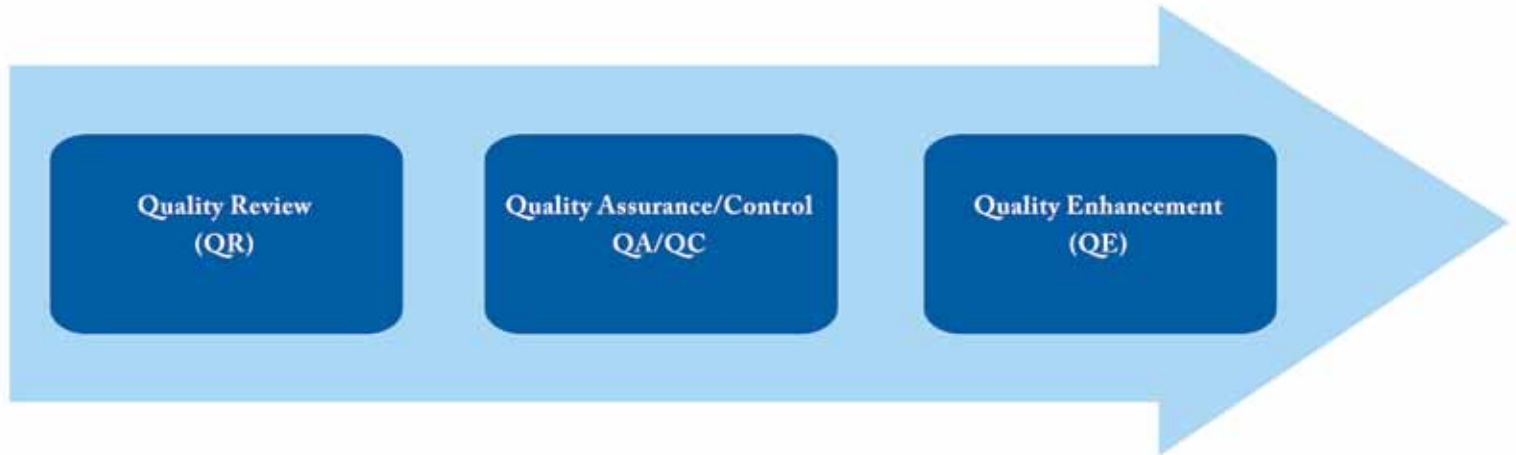 Quality Review
(QR)
Quality Assurance/Control
QA/QC
Quality Enhancement
(QE)